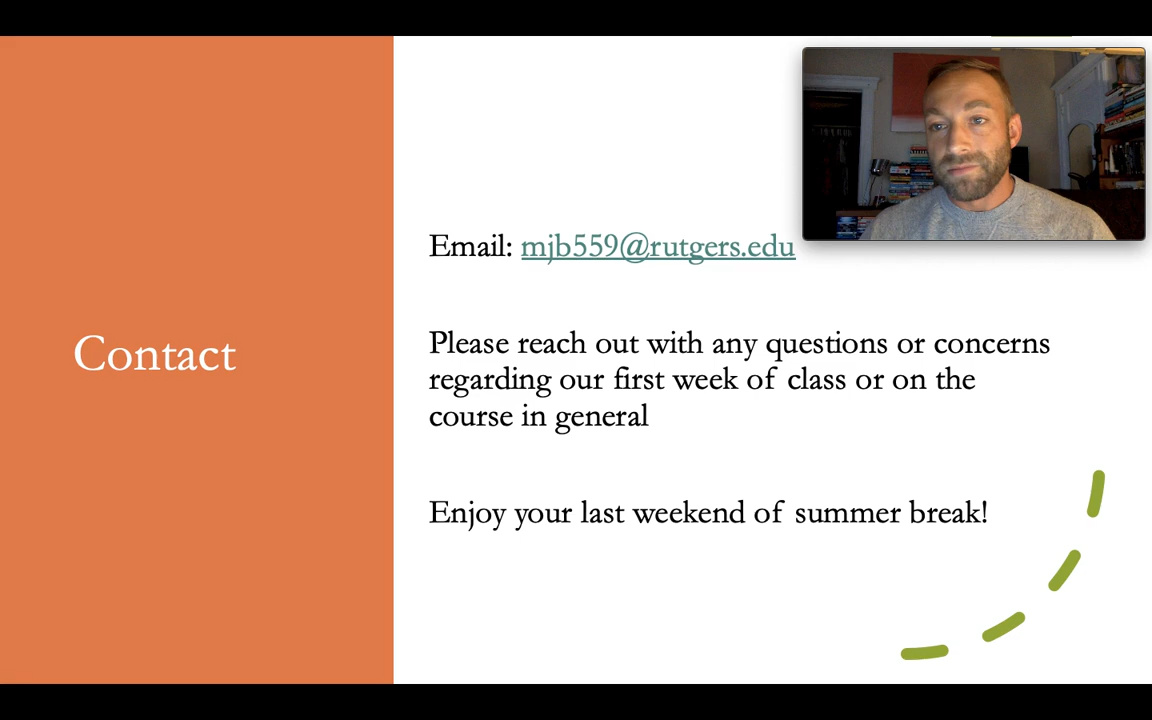 Contact
Email: mjb559@rutgers.edu
Please reach out with any questions or concerns
regarding our first week of class or on the
course in general
Enjoy your last weekend of summer break!